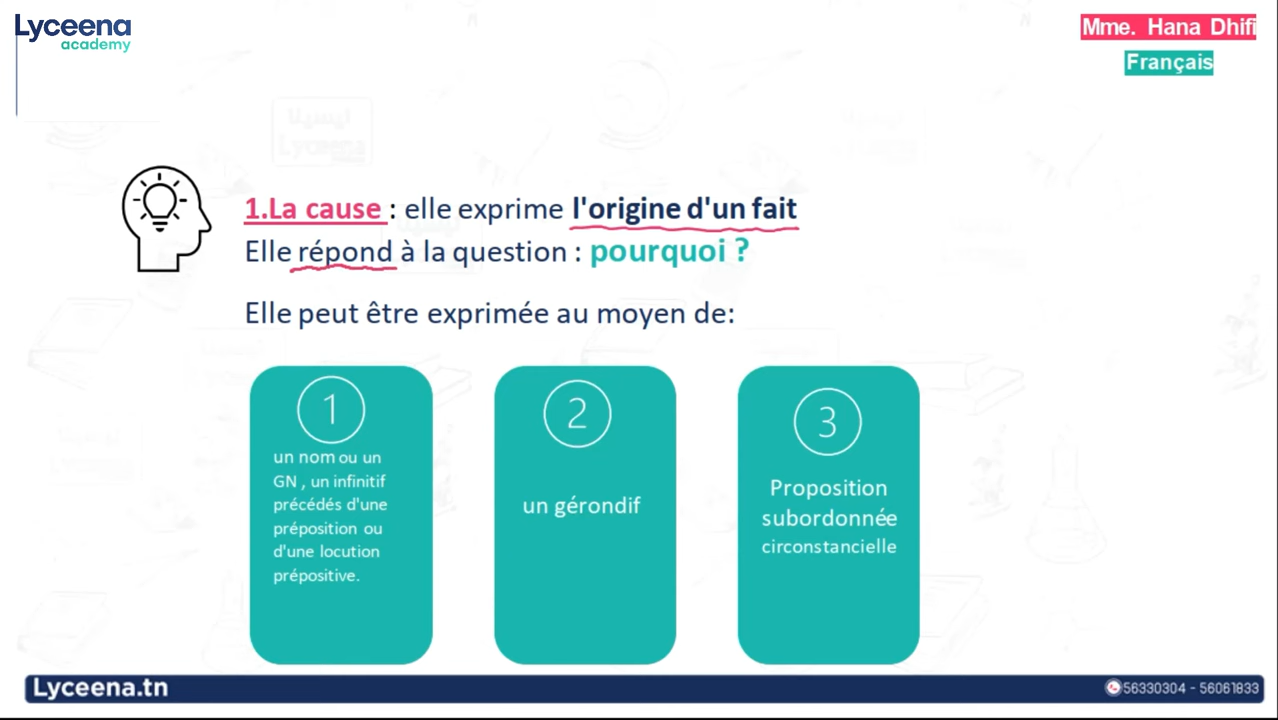 Lyceena
academy
Mme. Hana Dhifi
Français
1.La cause : elle exprime l'origine d'un fait
Elle répond à la question : pourquoi ?
Elle peut être exprimée au moyen de:
1
un nom ou un
GN , un infinitif
précédés d'une
préposition ou
d'une locution
prépositive.
2
un gérondif
3
Proposition
subordonnée
circonstancielle
Lyceena.tn
56330304 - 56061833